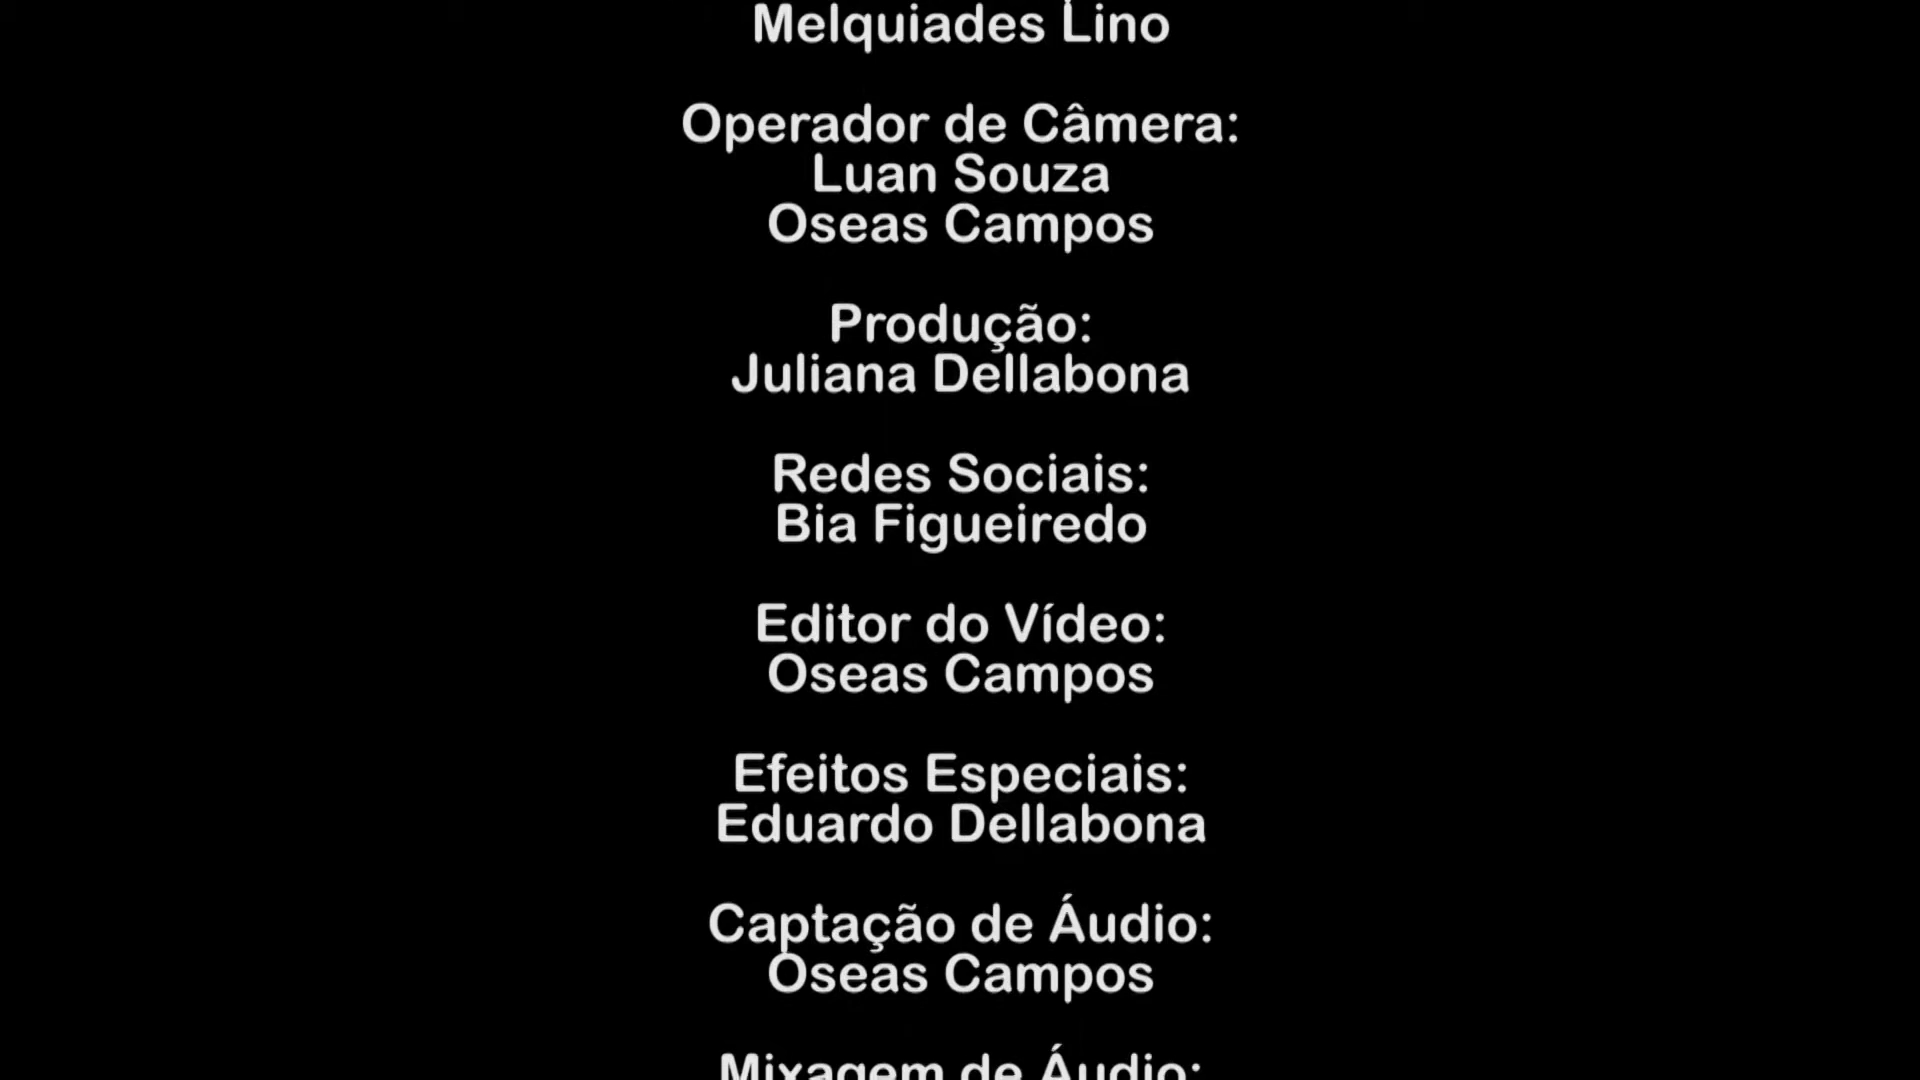 Melquiades Lino
Operador de Câmera:
Luan Souza
Oseas Campos
Produção:
Juliana Dellabona
Redes Sociais:
Bia Figueiredo
Editor do Vídeo:
Oseas Campos
Efeitos Especiais:
Eduardo Dellabona
Captação de Áudio:
Oseas Campos
Mixagem de Áudio: